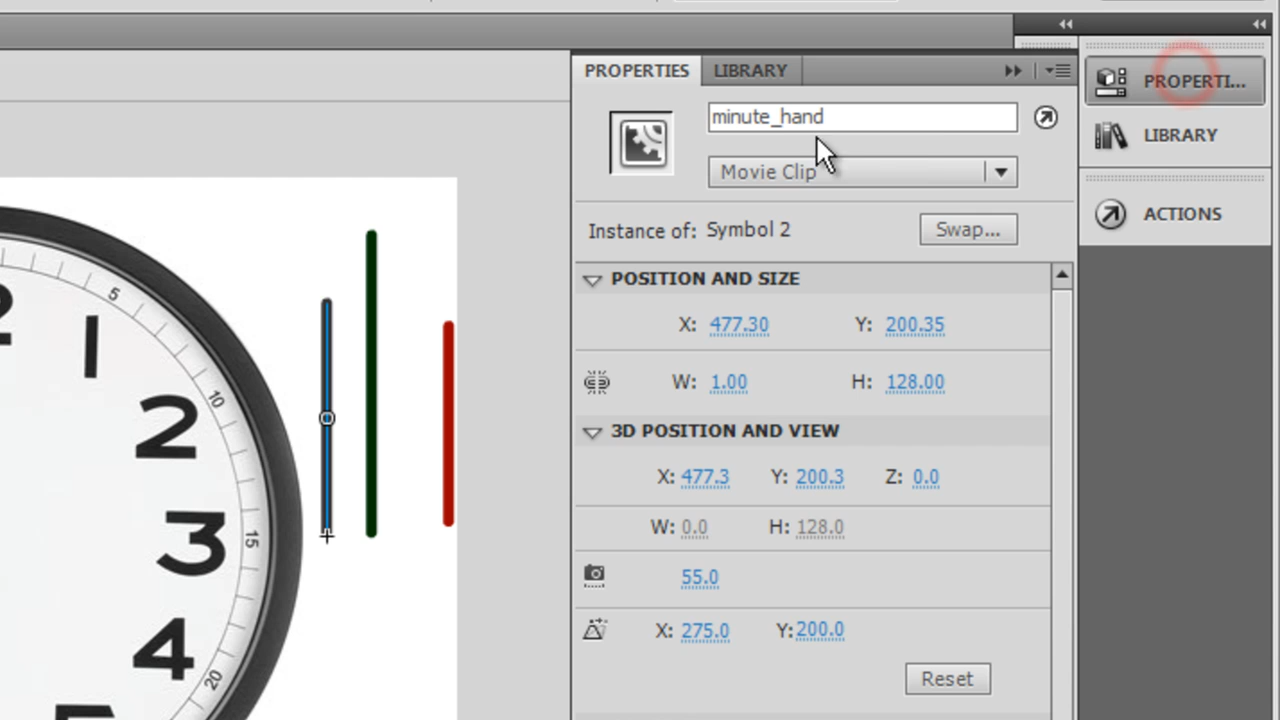 PROPERTIES LIBRARY
PROPERTI...
minute_hand
LIBRARY
Movie Clip
ACTIONS
Instance of: Symbol 2 Swap...
POSITION AND SIZE
X: 477.30 Y: 200.35
W: 1.00 H: 128.00
3D POSITION AND VIEW
X: 477.3 Y: 200.3 Z: 0.0
W: 0.0 H: 128.0
55.0
X: 275.0 Y: 200.0
Reset
5
1
10
2
15
3
4
20